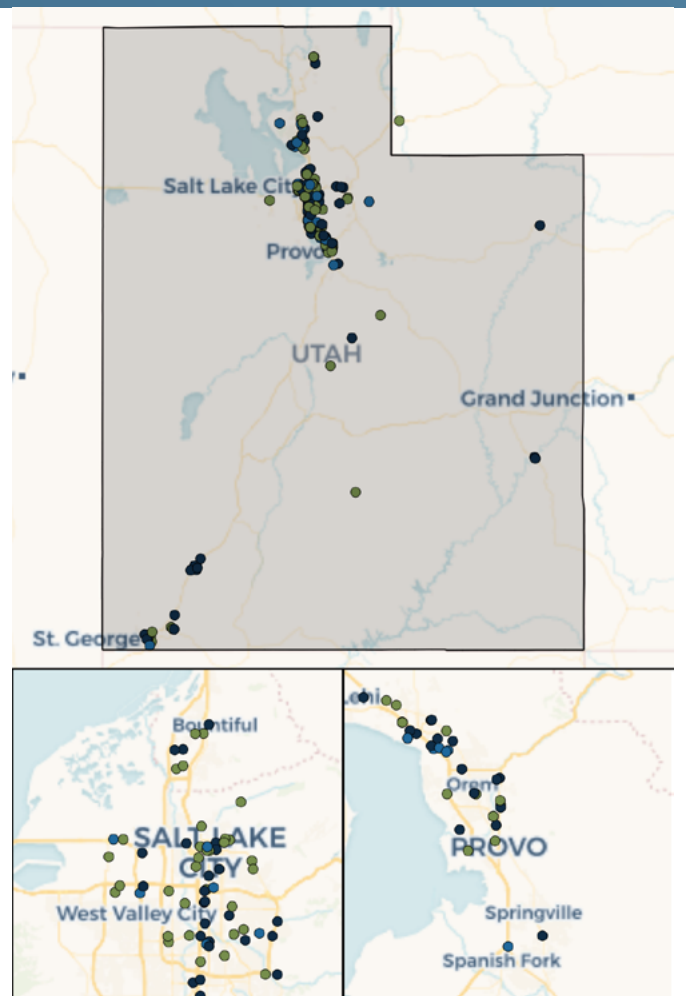 Salt Lake City
Provo
UTAH
Grand Junction
St. George
Bountiful
SALT LAKE
CITY
West Valley City
Lehi
Orem
PROVO
Springville
Spanish Fork